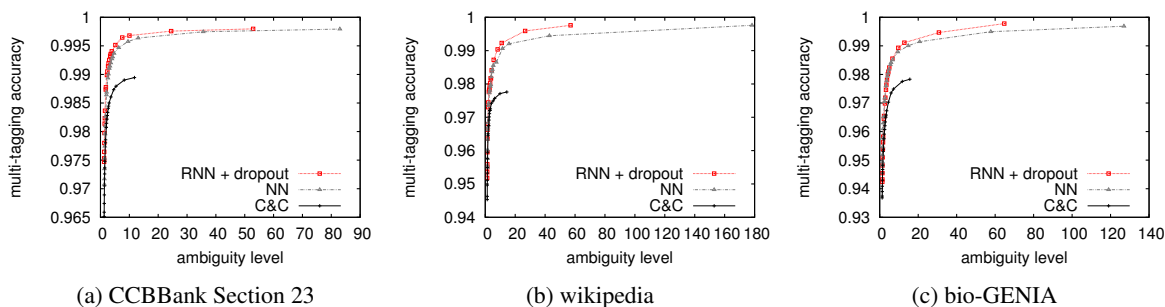 multi-tagging accuracy
1
0.995
0.99
0.985
0.98
0.975
0.97
0.965
RNN + dropout
NN
C&C
0 10 20 30 40 50 60 70 80 90
ambiguity level
(a) CCBBank Section 23
multi-tagging accuracy
1
0.99
0.98
0.97
0.96
0.95
0.94
RNN + dropout
NN
C&C
0 20 40 60 80 100 120 140 160 180
ambiguity level
(b) wikipedia
multi-tagging accuracy
1
0.99
0.98
0.97
0.96
0.95
0.94
0.93
RNN + dropout
NN
C&C
0 20 40 60 80 100 120 140
ambiguity level
(c) bio-GENIA